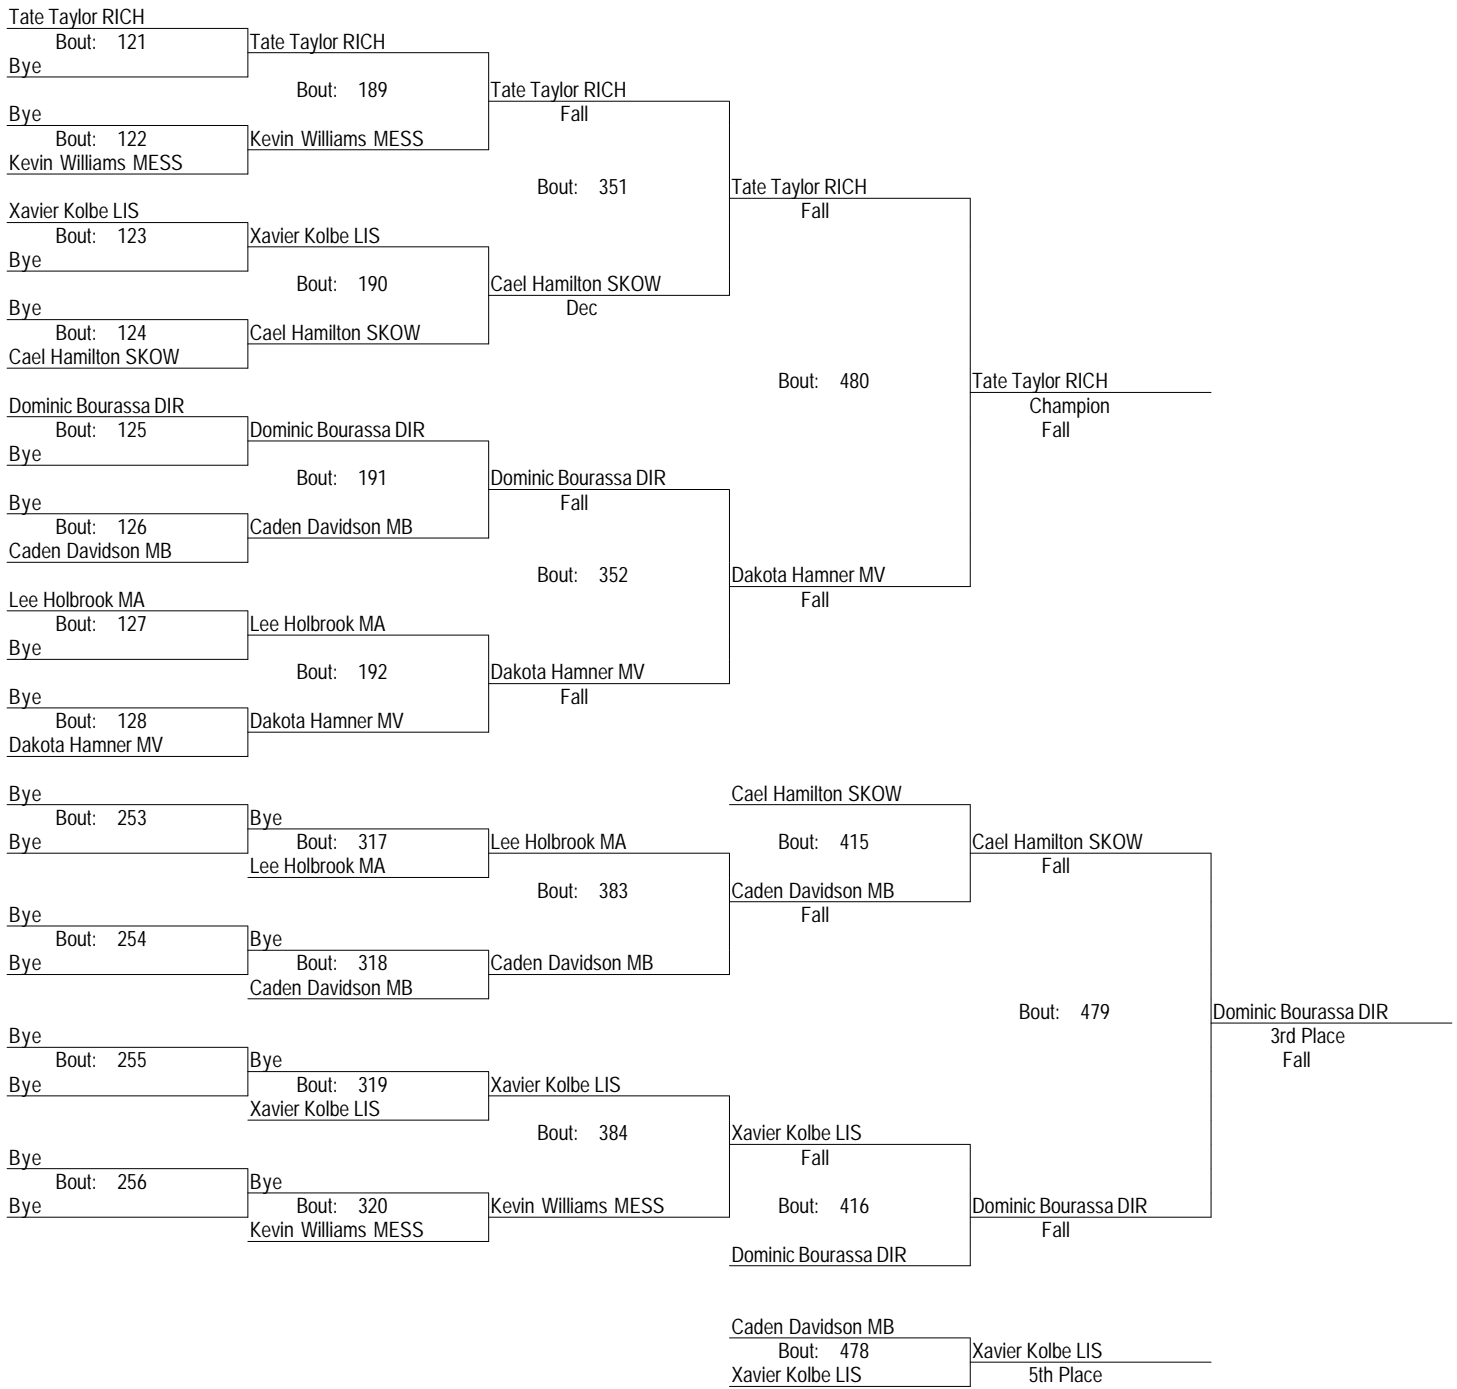 Tate Taylor RICH
Bout: 121
Tate Taylor RICH
Bye
Bout: 189
Tate Taylor RICH
Bye
Fall
Bout: 122
Kevin Williams MESS
Kevin Williams MESS
Bout: 351
Tate Taylor RICH
Xavier Kolbe LIS
Fall
Bout: 123
Xavier Kolbe LIS
Bye
Bout: 190
Cael Hamilton SKOW
Bye
Dec
Bout: 124
Cael Hamilton SKOW
Cael Hamilton SKOW
Bout: 480
Tate Taylor RICH
Dominic Bourassa DIR
Champion
Bout: 125
Dominic Bourassa DIR
Fall
Bye
Bout: 191
Dominic Bourassa DIR
Bye
Fall
Bout: 126
Caden Davidson MB
Caden Davidson MB
Bout: 352
Dakota Hamner MV
Lee Holbrook MA
Fall
Bout: 127
Lee Holbrook MA
Bye
Bout: 192
Dakota Hamner MV
Bye
Fall
Bout: 128
Dakota Hamner MV
Dakota Hamner MV
Bye
Cael Hamilton SKOW
Bout: 253
Bye
Bye
Bout: 317
Lee Holbrook MA
Bout: 415
Cael Hamilton SKOW
Lee Holbrook MA
Fall
Bout: 383
Caden Davidson MB
Bye
Fall
Bout: 254
Bye
Bye
Bout: 318
Caden Davidson MB
Caden Davidson MB
Bout: 479
Dominic Bourassa DIR
Bye
3rd Place
Bout: 255
Bye
Fall
Bye
Bout: 319
Xavier Kolbe LIS
Xavier Kolbe LIS
Bout: 384
Xavier Kolbe LIS
Bye
Fall
Bout: 256
Bye
Bye
Bout: 320
Kevin Williams MESS
Bout: 416
Dominic Bourassa DIR
Kevin Williams MESS
Fall
Dominic Bourassa DIR
Caden Davidson MB
Bout: 478
Xavier Kolbe LIS
Xavier Kolbe LIS
5th Place